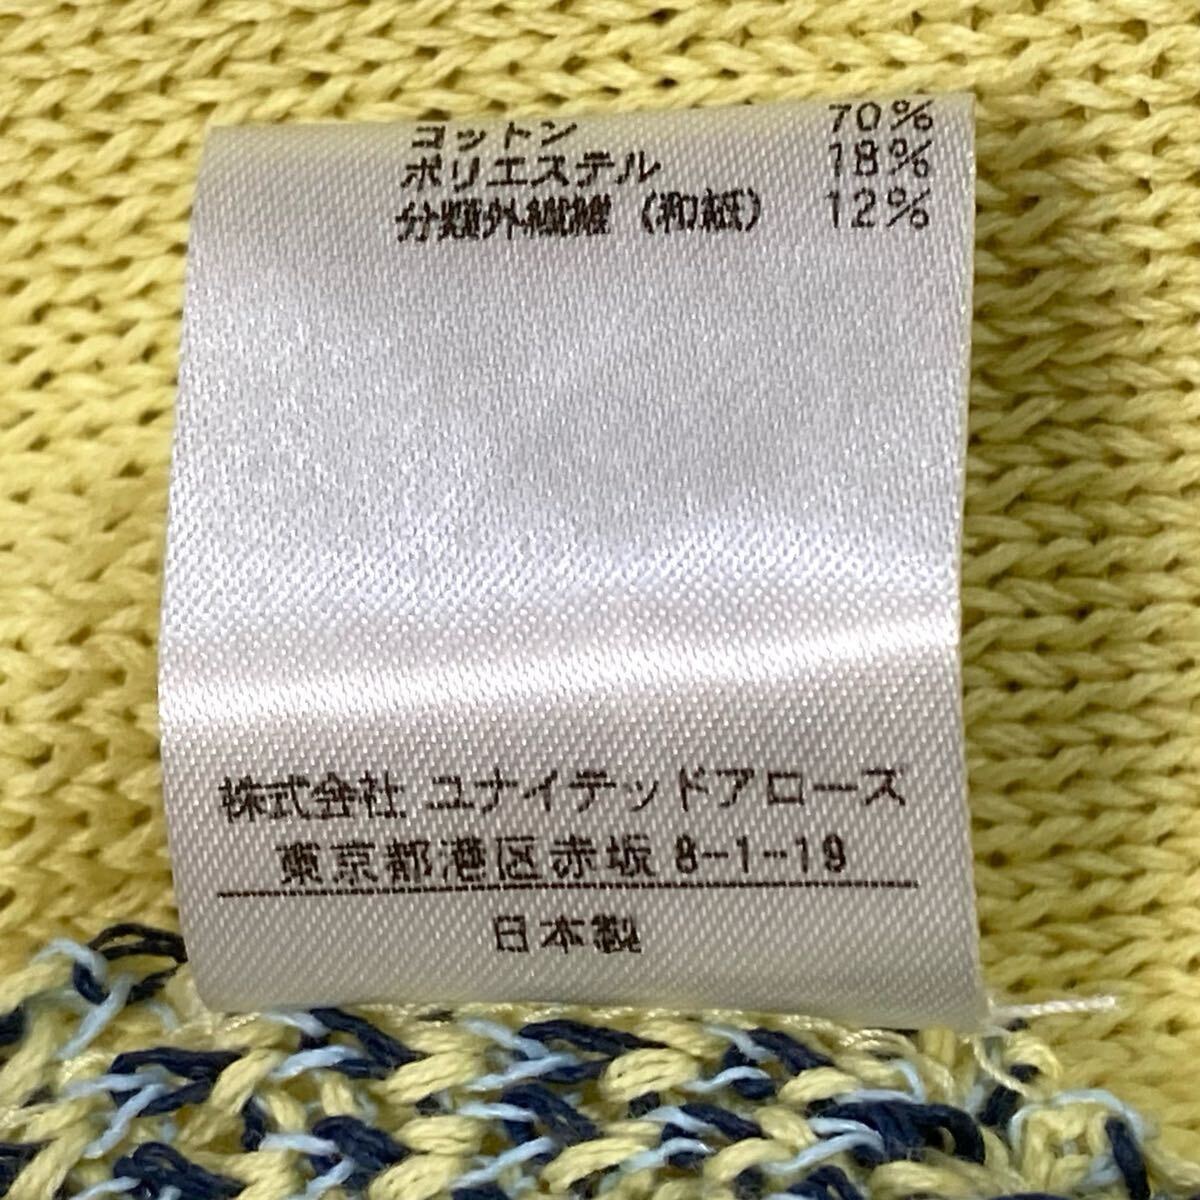 コットン 70%
ポリエステル 18%
分類外繊維（和紙） 12%
株式会社 ユナイテッドアローズ
東京都港区赤坂 8-1-19
日本製